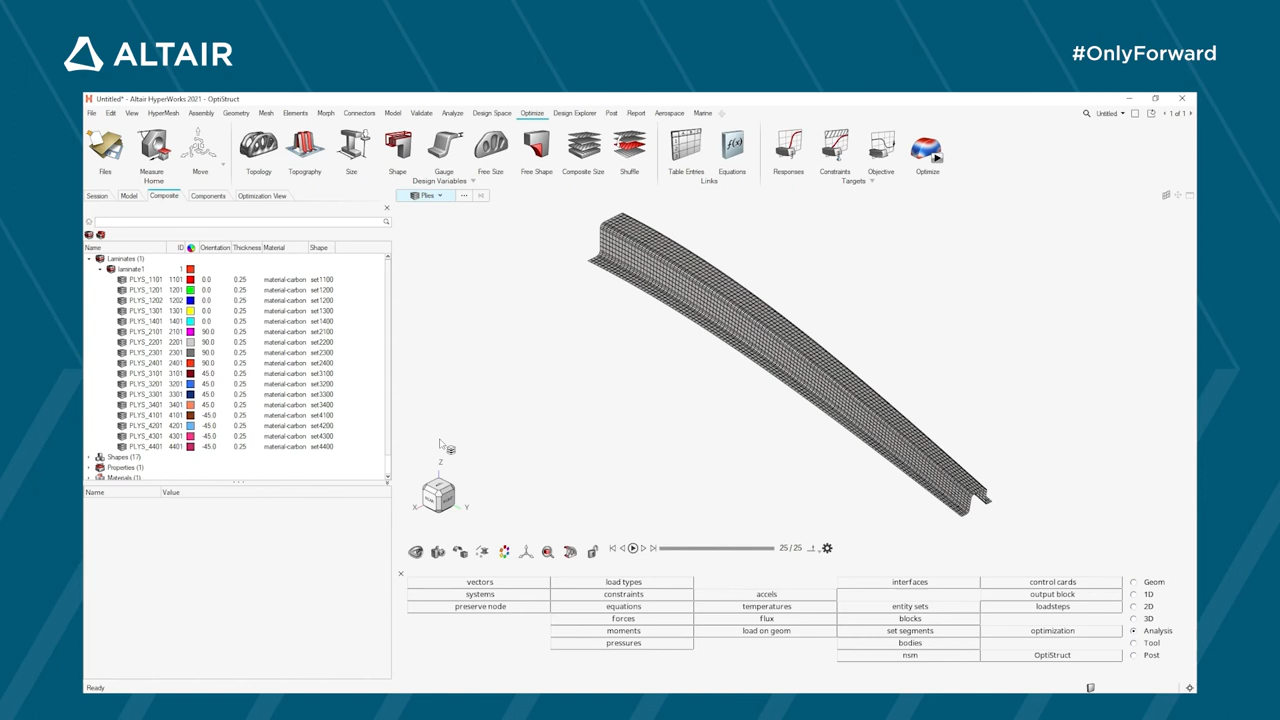 ALTAIR
#OnlyForward
Untitled* - Altair HyperWorks 2021 - OptiStruct
File Edit View HyperMesh Assembly Geometry Mesh Elements Morph Connectors Model Validate Analyze Design Space Optimize Design Explorer Post Report Aerospace Marine Untitled 1 of 1
Files Measure Move Topology Topography Size Shape Gauge Free Size Free Shape Composite Size Shuffle Table Entries Equations Responses Constraints Objective Optimize
Home Design Variables Links Targets
Session Model Composite Components Optimization View Plies
Name ID Orientation Thickness Material Shape
Laminates (1)
laminate1 1
PLYS_1101 1101 0.0 0.25 material-carbon set1100
PLYS_1201 1201 0.0 0.25 material-carbon set1200
PLYS_1202 1202 0.0 0.25 material-carbon set1200
PLYS_1301 1301 0.0 0.25 material-carbon set1300
PLYS_1401 1401 0.0 0.25 material-carbon set1400
PLYS_2101 2101 90.0 0.25 material-carbon set2100
PLYS_2201 2201 90.0 0.25 material-carbon set2200
PLYS_2301 2301 90.0 0.25 material-carbon set2300
PLYS_2401 2401 90.0 0.25 material-carbon set2400
PLYS_3101 3101 45.0 0.25 material-carbon set3100
PLYS_3201 3201 45.0 0.25 material-carbon set3200
PLYS_3301 3301 45.0 0.25 material-carbon set3300
PLYS_3401 3401 45.0 0.25 material-carbon set3400
PLYS_4101 4101 -45.0 0.25 material-carbon set4100
PLYS_4201 4201 -45.0 0.25 material-carbon set4200
PLYS_4301 4301 -45.0 0.25 material-carbon set4300
PLYS_4401 4401 -45.0 0.25 material-carbon set4400
Shapes (17)
Properties (1)
Materials (1)
Name Value
Z
X Y
25 / 25
vectors load types interfaces control cards Geom
systems constraints accels output block 1D
preserve node equations temperatures entity sets loadsteps 2D
forces flux blocks 3D
moments load on geom set segments optimization Analysis
pressures bodies Tool
nsm OptiStruct Post
Ready